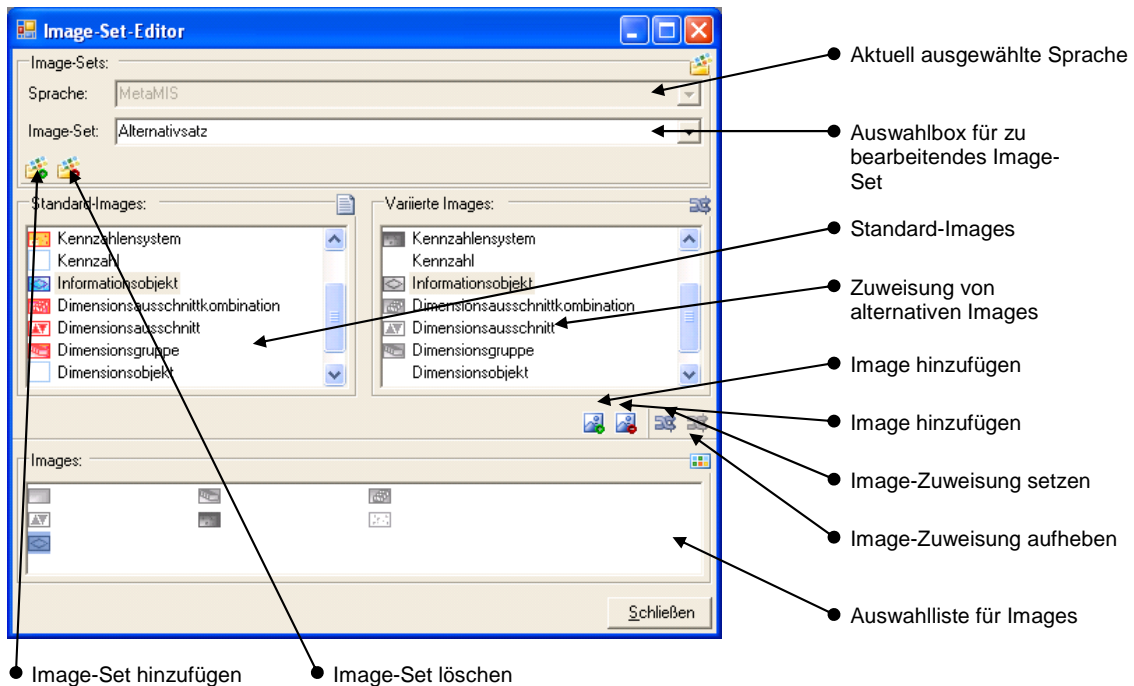 Image-Set-Editor
Image-Sets:
Sprache: MetaMIS
Image-Set: Alternativsatz
Standard-Images:
Kennzahlensystem
Kennzahl
Informationsobjekt
Dimensionsausschnittkombination
Dimensionsausschnitt
Dimensionsgruppe
Dimensionsobjekt
Variierte Images:
Kennzahlensystem
Kennzahl
Informationsobjekt
Dimensionsausschnittkombination
Dimensionsausschnitt
Dimensionsgruppe
Dimensionsobjekt
Images:
Schließen
Aktuell ausgewählte Sprache
Auswahlbox für zu
bearbeitendes Image-
Set
Standard-Images
Zuweisung von
alternativen Images
Image hinzufügen
Image hinzufügen
Image-Zuweisung setzen
Image-Zuweisung aufheben
Auswahlliste für Images
Image-Set hinzufügen
Image-Set löschen